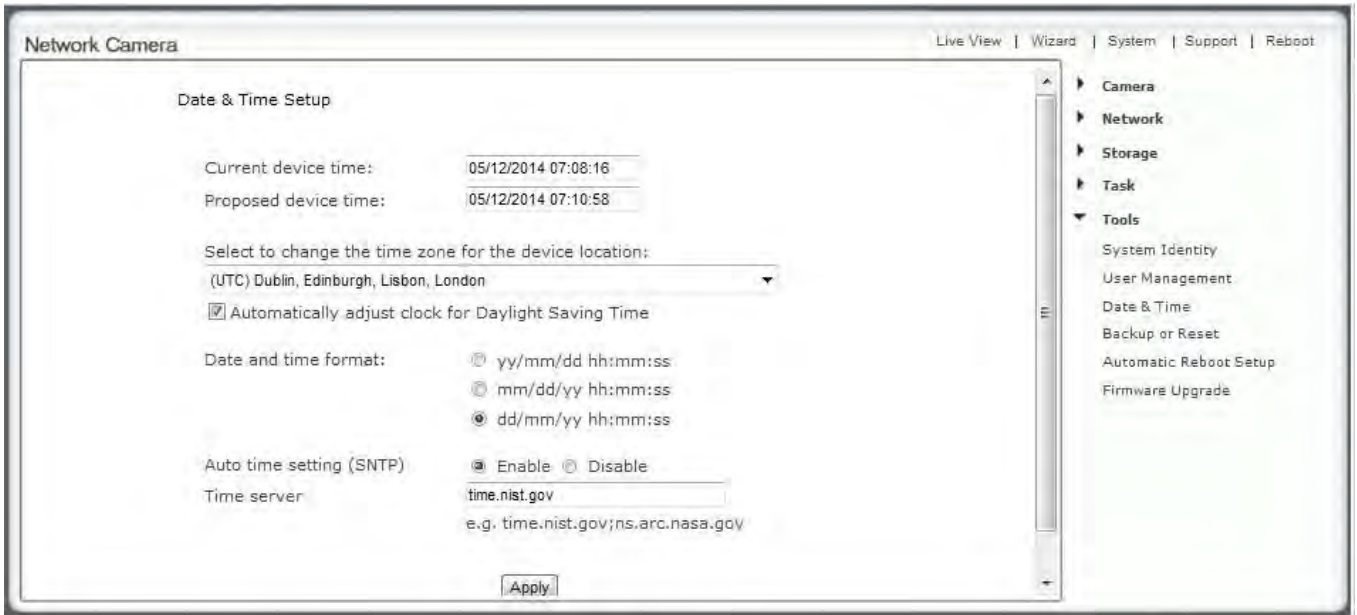 Network Camera
Live View | Wizard | System | Support | Reboot
Date & Time Setup
Current device time: 05/12/2014 07:08:16
Proposed device time: 05/12/2014 07:10:58
Select to change the time zone for the device location:
(UTC) Dublin, Edinburgh, Lisbon, London
Automatically adjust clock for Daylight Saving Time
Date and time format: yy/mm/dd hh:mm:ss
mm/dd/yy hh:mm:ss
dd/mm/yy hh:mm:ss
Auto time setting (SNTP) Enable Disable
Time server time.nist.gov
e.g. time.nist.gov;ns.arc.nasa.gov
Apply
Camera
Network
Storage
Task
Tools
System Identity
User Management
Date & Time
Backup or Reset
Automatic Reboot Setup
Firmware Upgrade